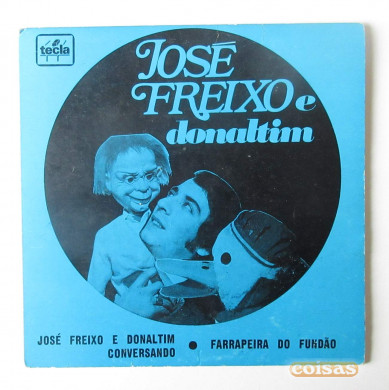 tecla
JOSÉ
FREIXO e
donaltim
JOSÉ FREIXO E DONALTIM
CONVERSANDO ● FARRAPEIRA DO FUNDÃO
coisas